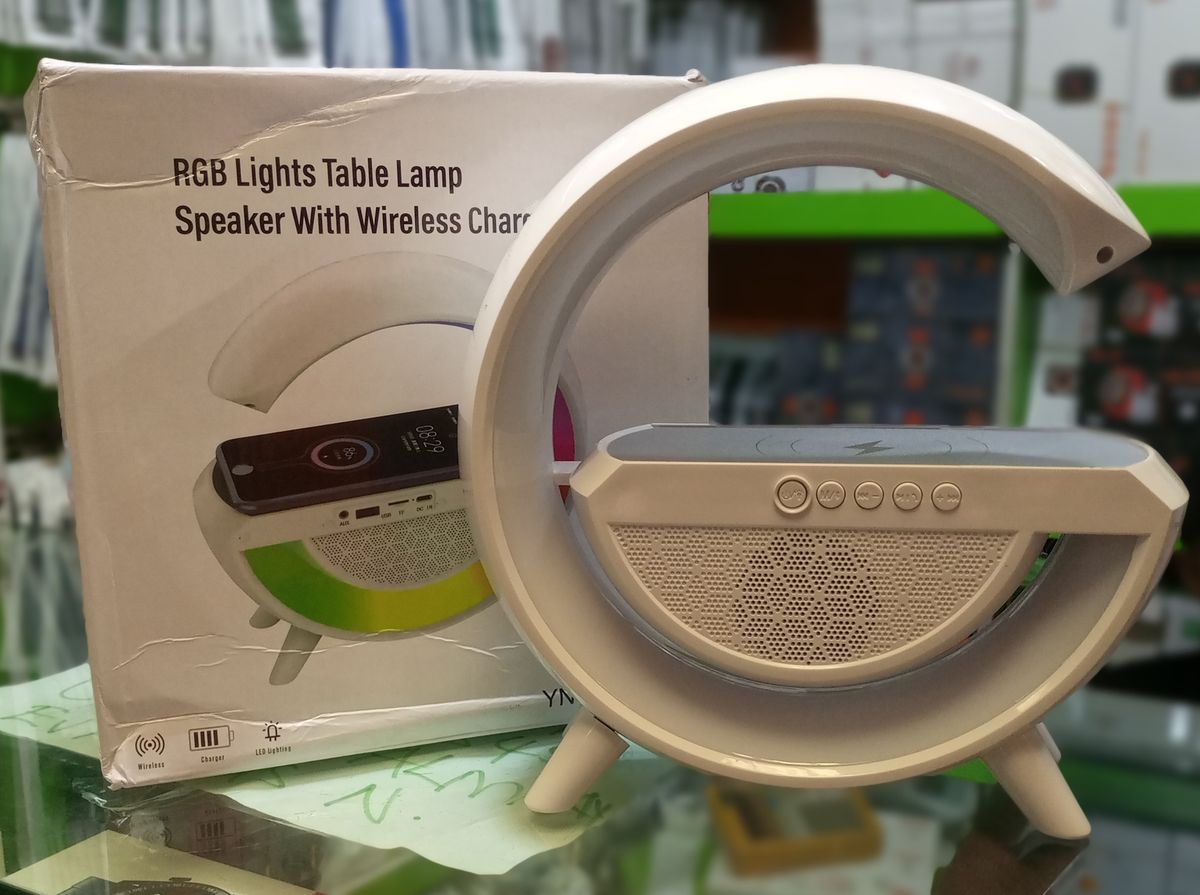 RGB Lights Table Lamp
Speaker With Wireless
08:29
AUX USB TF DC IN
YN
Wireless
Charger
LED Lighting